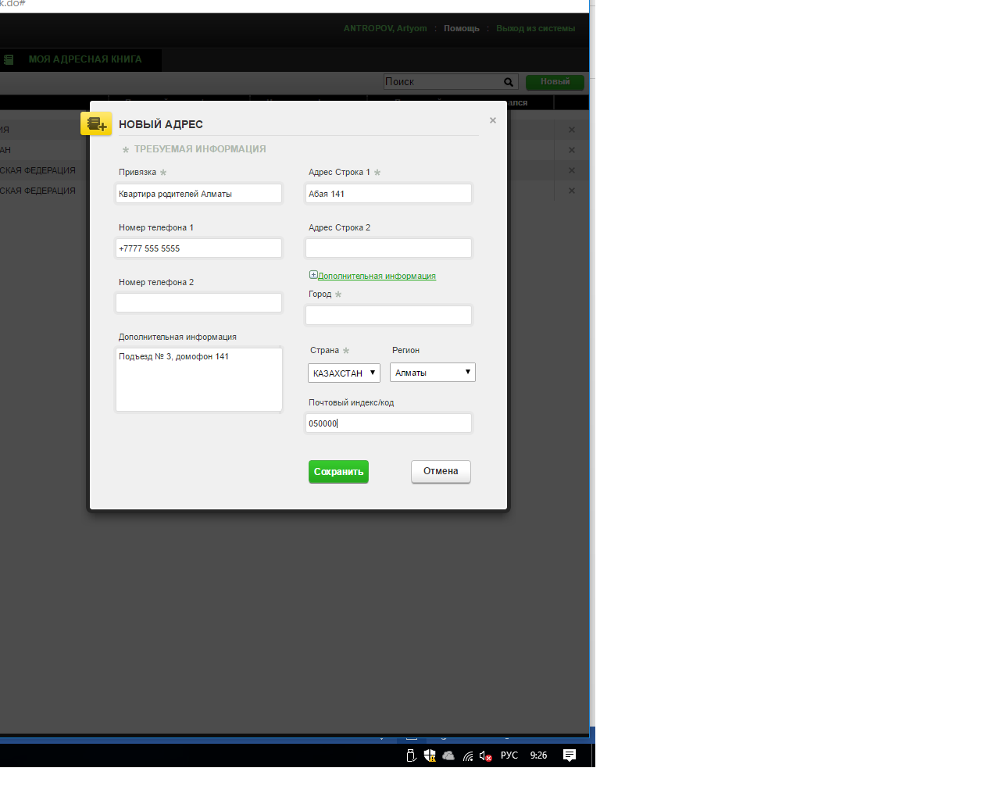 k.do#
ANTROPOV, Artyom : Помощь : Выход из системы
МОЯ АДРЕСНАЯ КНИГА
Поиск
Новый
НОВЫЙ АДРЕС
* ТРЕБУЕМАЯ ИНФОРМАЦИЯ
Привязка *
Квартира родителей Алматы
Номер телефона 1
+7777 555 5555
Номер телефона 2
Дополнительная информация
Подъезд № 3, домофон 141
Адрес Строка 1 *
Абая 141
Адрес Строка 2
Дополнительная информация
Город *
Страна *
Регион
КАЗАХСТАН
Алматы
Почтовый индекс/код
050000
Сохранить
Отмена
ИЯ
АН
СКАЯ ФЕДЕРАЦИЯ
СКАЯ ФЕДЕРАЦИЯ
РУС
9:26